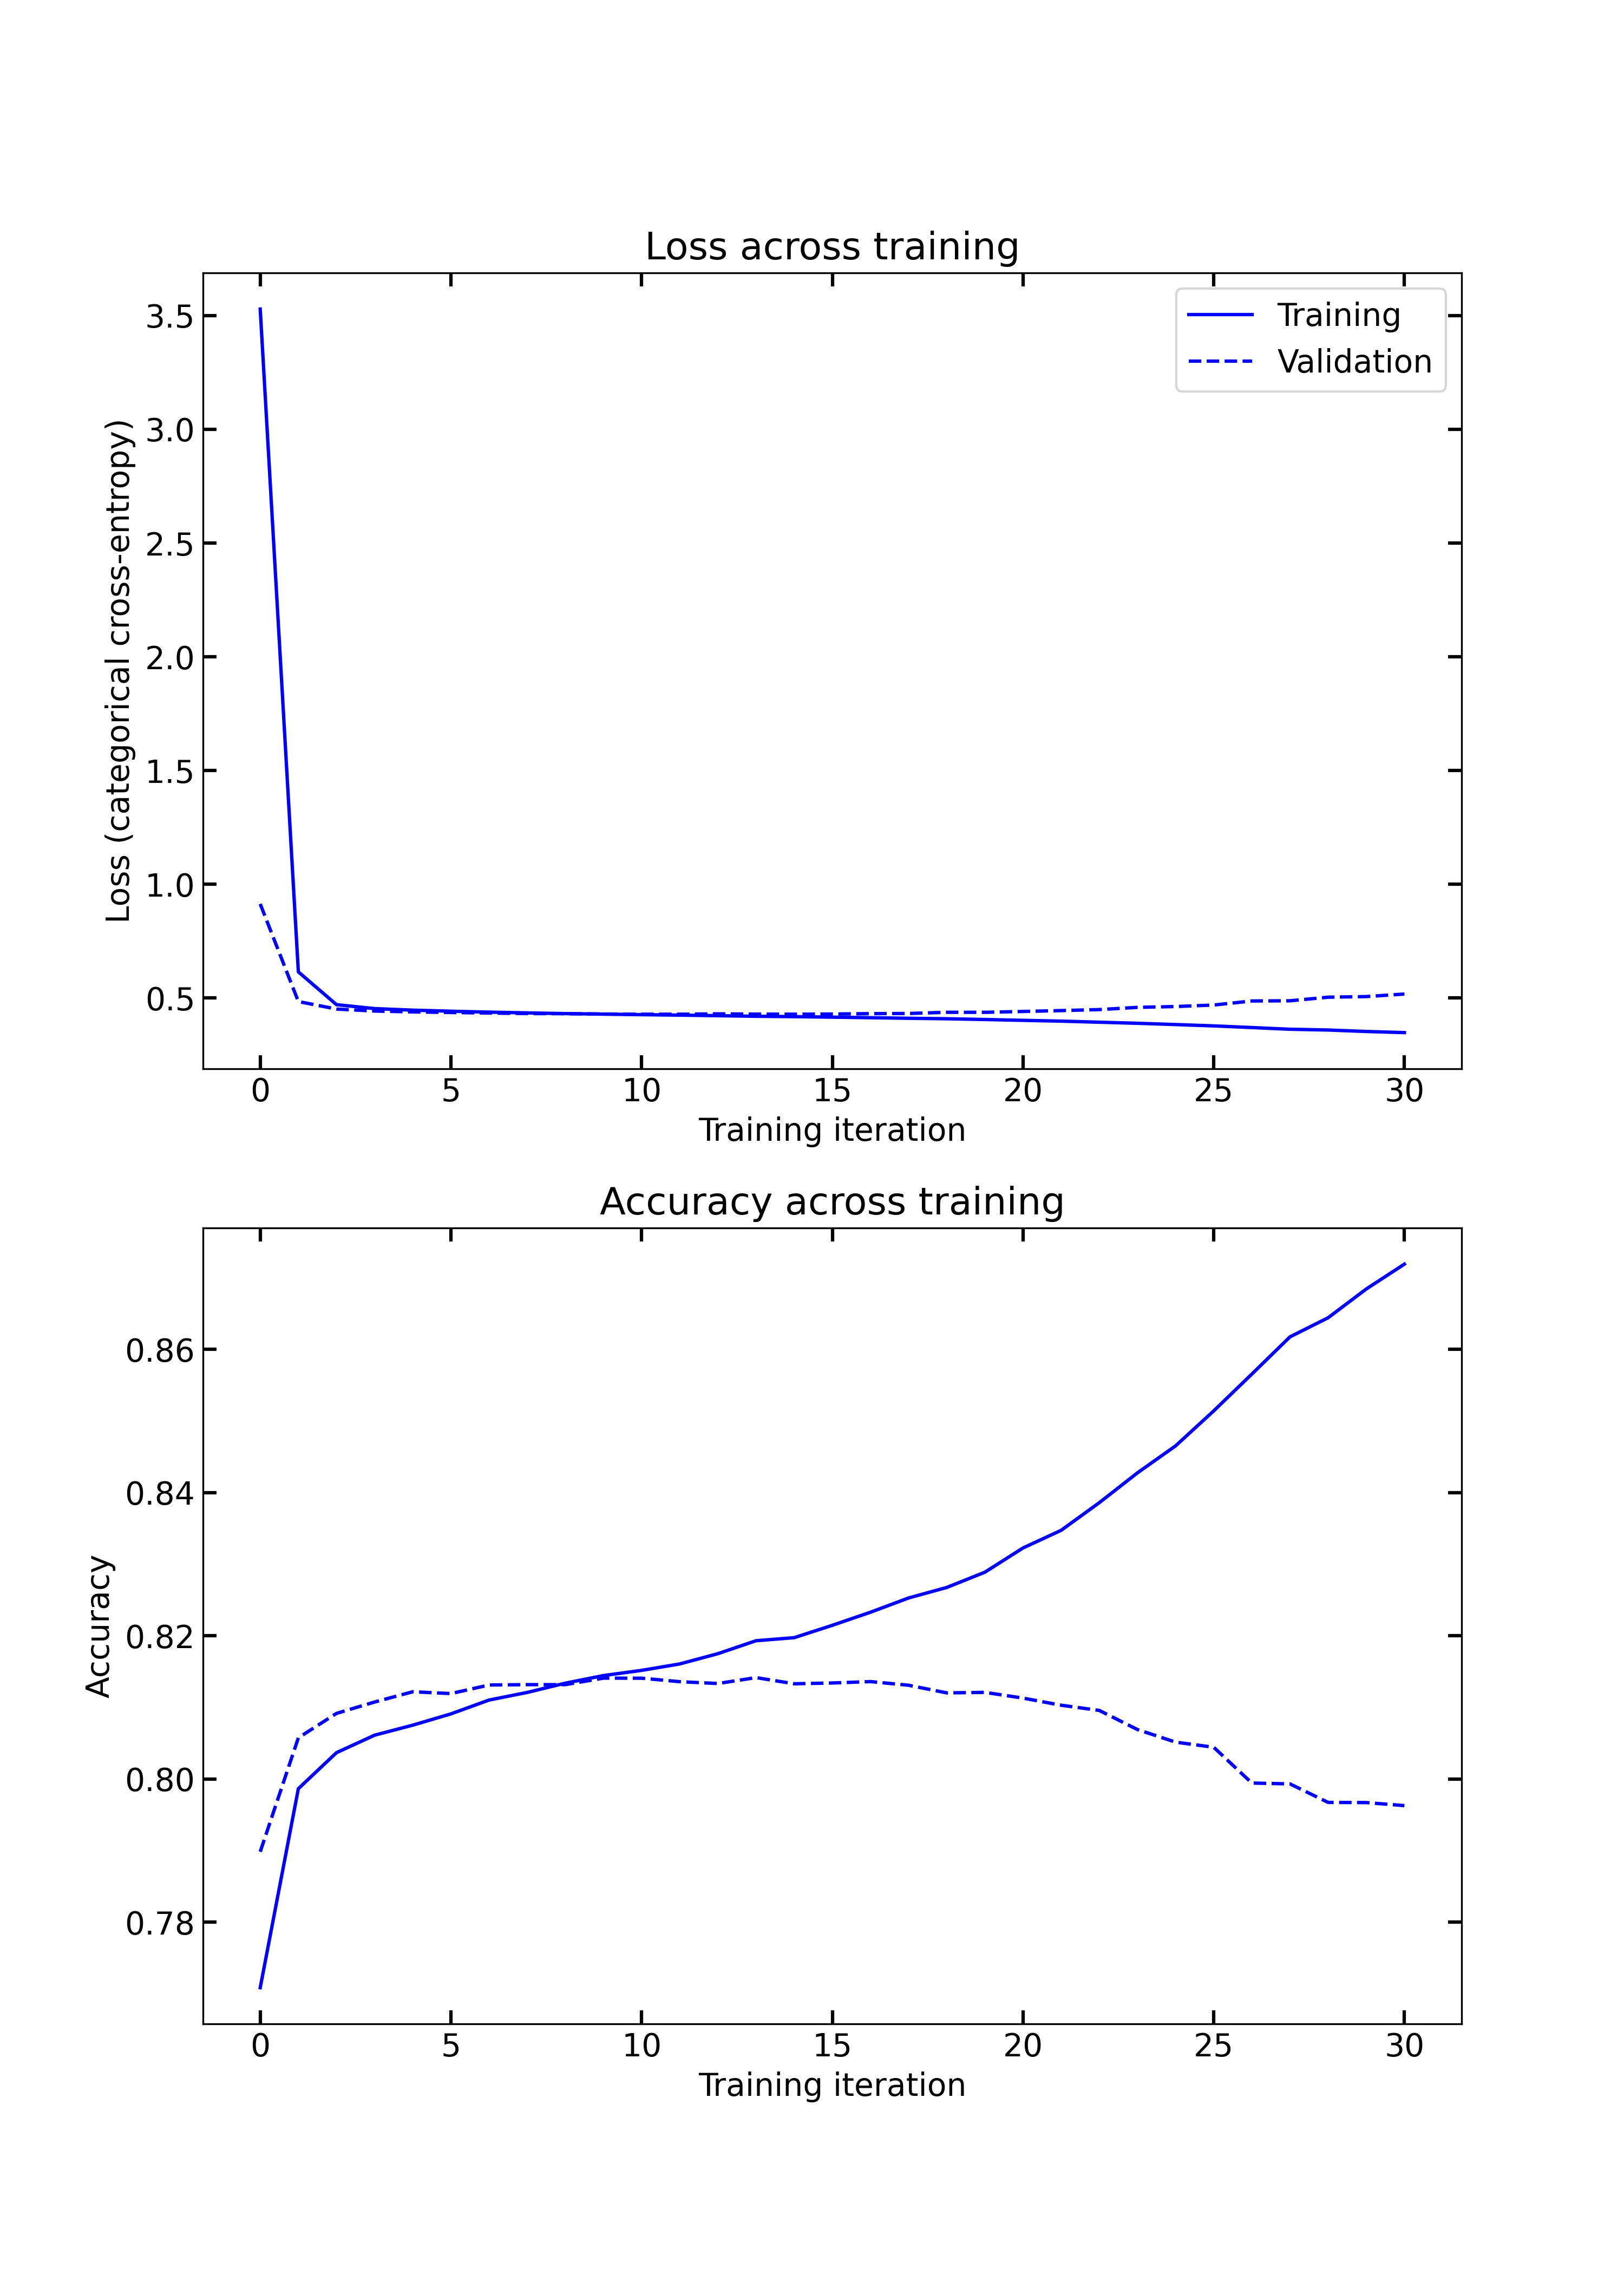 Loss across training
Training
Validation
3.5
3.0
2.5
2.0
1.5
1.0
0.5
Loss (categorical cross-entropy)
0 5 10 15 20 25 30
Training iteration
Accuracy across training
0.86
0.84
0.82
0.80
0.78
Accuracy
0 5 10 15 20 25 30
Training iteration